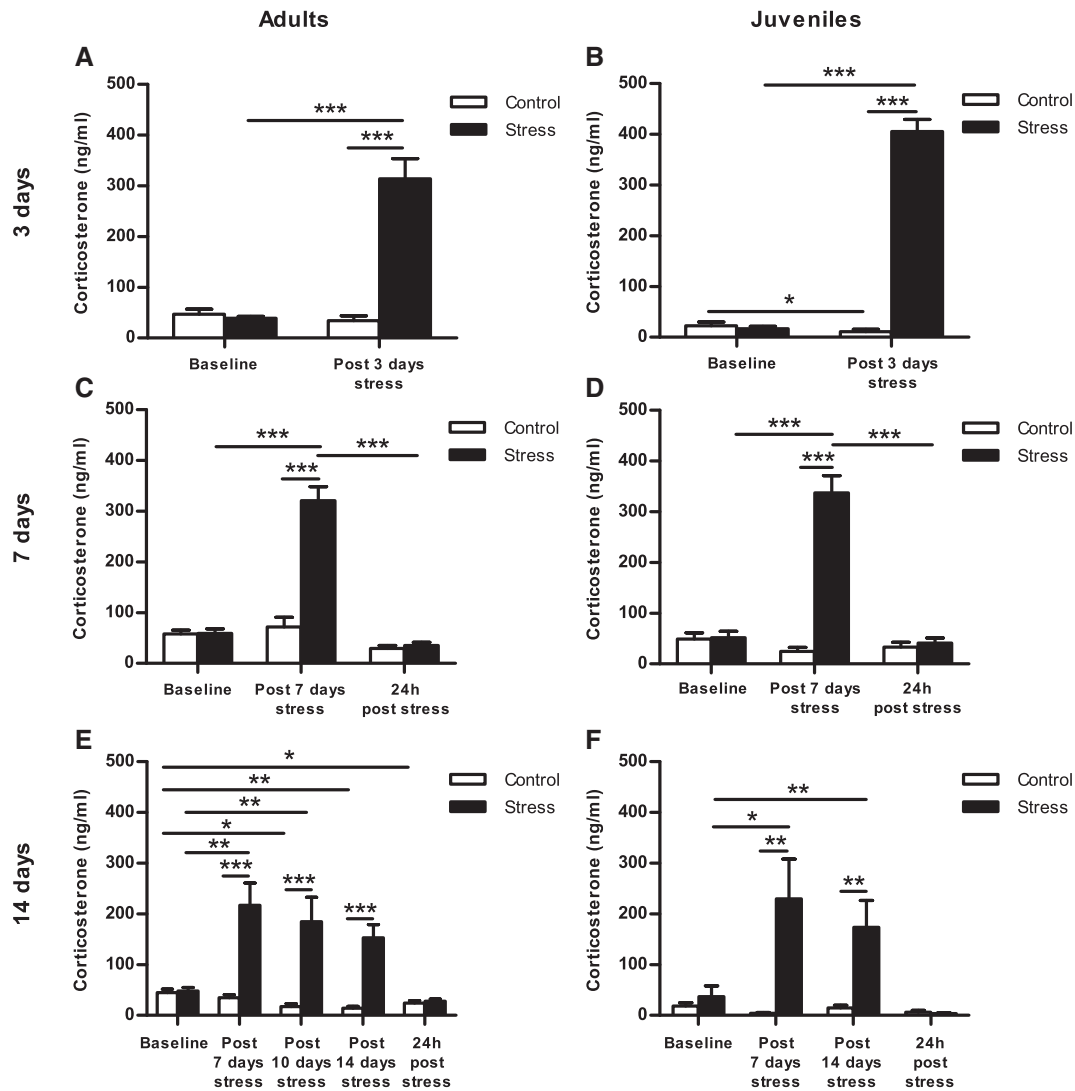 Adults
Juveniles
A
B
3 days
Corticosterone (ng/ml)
500
400
300
200
100
0
***
***
Control
Stress
Baseline
Post 3 days
stress
Corticosterone (ng/ml)
500
400
300
200
100
0
***
***
*
Control
Stress
Baseline
Post 3 days
stress
C
D
7 days
Corticosterone (ng/ml)
500
400
300
200
100
0
***
***
***
Control
Stress
Baseline
Post 7 days
stress
24h
post stress
Corticosterone (ng/ml)
500
400
300
200
100
0
***
***
***
Control
Stress
Baseline
Post 7 days
stress
24h
post stress
E
F
14 days
Corticosterone (ng/ml)
500
400
300
200
100
0
*
**
**
*
**
***
***
***
Control
Stress
Baseline
Post
7 days
stress
Post
10 days
stress
Post
14 days
stress
24h
post
stress
Corticosterone (ng/ml)
500
400
300
200
100
0
**
*
**
**
Control
Stress
Baseline
Post
7 days
stress
Post
14 days
stress
24h
post
stress